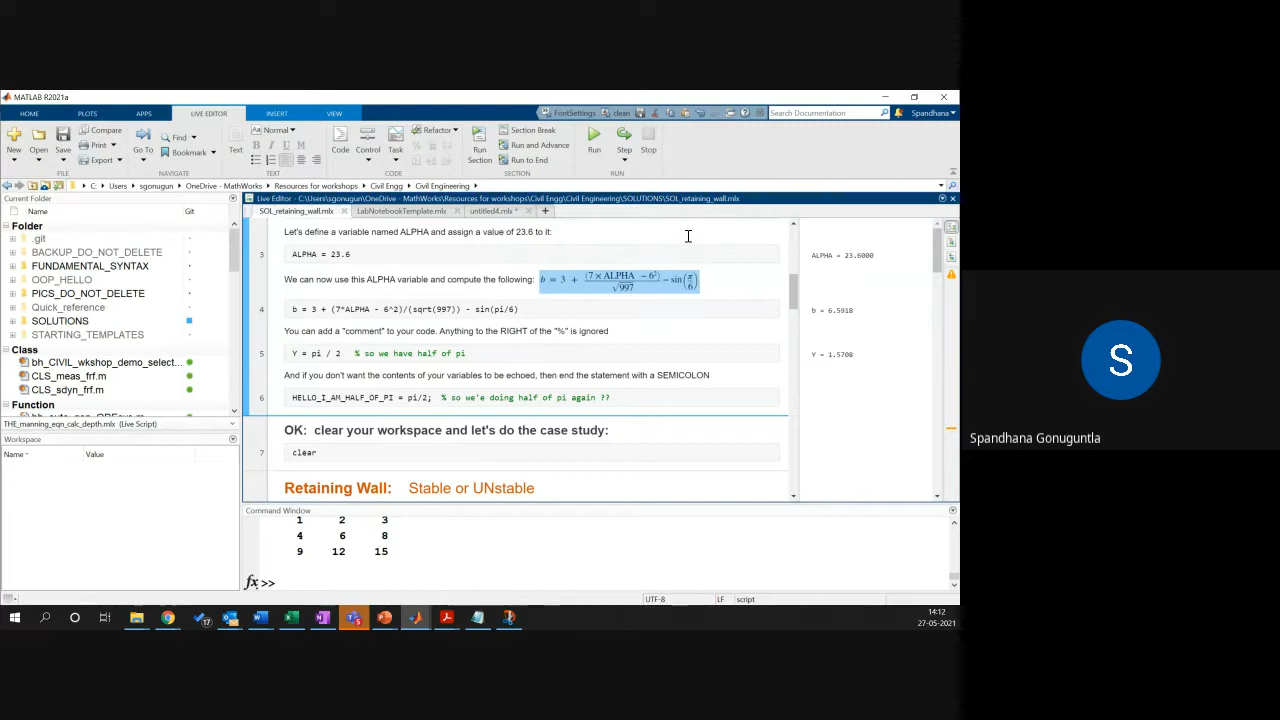 MATLAB R2021a
HOME PLOTS APPS LIVE EDITOR INSERT VIEW FontSettings clean Search Documentation Spandhana
New Open Save Compare Print Export Go To Find Bookmark Text Normal B I U M Code Control Task Refactor Run Section Section Break Run and Advance Run to End Run Step Stop
FILE NAVIGATE TEXT CODE SECTION RUN
C: Users sgonugun OneDrive - MathWorks Resources for workshops Civil Engg Civil Engineering
Current Folder
Name Git
Folder
.git
BACKUP_DO_NOT_DELETE
FUNDAMENTAL_SYNTAX
OOP_HELLO
PICS_DO_NOT_DELETE
Quick_reference
SOLUTIONS
STARTING_TEMPLATES
Class
bh_CIVIL_wkshop_demo_select...
CLS_meas_frf.m
CLS_sdyn_frf.m
Function
THE_manning_eqn_calc_depth.mlx (Live Script)
Workspace
Name Value
Live Editor - C:\Users\sgonugun\OneDrive - MathWorks\Resources for workshops\Civil Engg\Civil Engineering\SOLUTIONS\SOL_retaining_wall.mlx
SOL_retaining_wall.mlx LabNotebookTemplate.mlx untitled4.mlx *
Let's define a variable named ALPHA and assign a value of 23.6 to it:
3 ALPHA = 23.6
ALPHA = 23.6000
We can now use this ALPHA variable and compute the following: b = 3 + (7 × ALPHA − 6²)/√997 − sin(π/6)
4 b = 3 + (7*ALPHA - 6^2)/(sqrt(997)) - sin(pi/6)
b = 6.5918
You can add a "comment" to your code. Anything to the RIGHT of the "%" is ignored
5 Y = pi / 2 % so we have half of pi
Y = 1.5708
And if you don't want the contents of your variables to be echoed, then end the statement with a SEMICOLON
6 HELLO_I_AM_HALF_OF_PI = pi/2; % so we'e doing half of pi again ??
OK: clear your workspace and let's do the case study:
7 clear
Retaining Wall: Stable or UNstable
Command Window
1 2 3
4 6 8
9 12 15
fx >>
UTF-8 LF script
17
14:12
27-05-2021
S
Spandhana Gonuguntla